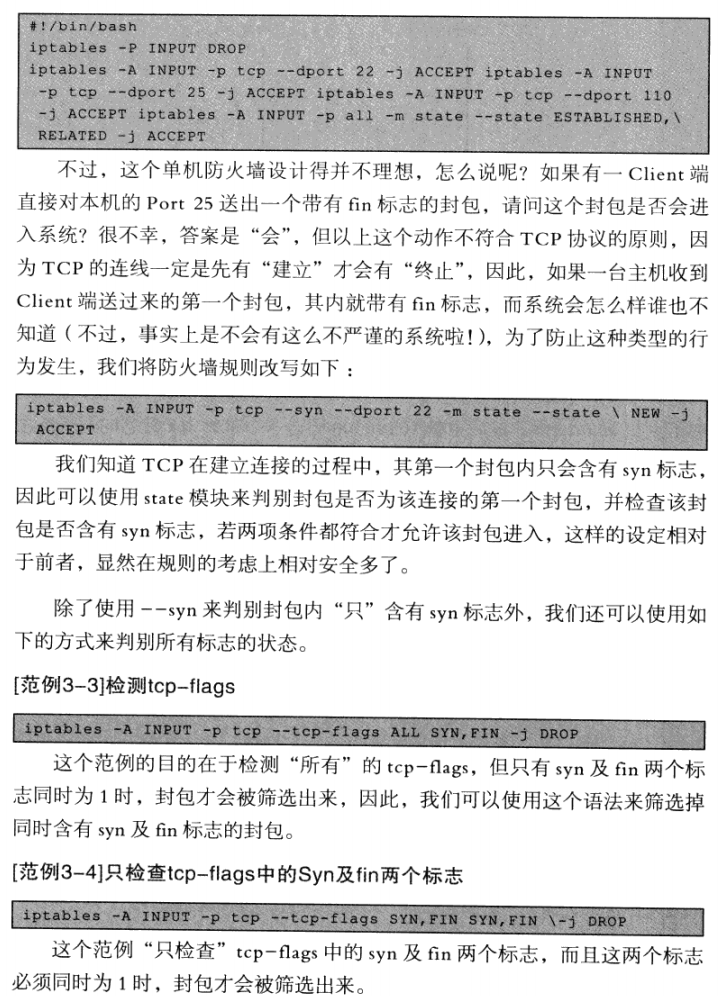 #!/bin/bash
iptables -P INPUT DROP
iptables -A INPUT -p tcp --dport 22 -j ACCEPT iptables -A INPUT
-p tcp --dport 25 -j ACCEPT iptables -A INPUT -p tcp --dport 110
-j ACCEPT iptables -A INPUT -p all -m state --state ESTABLISHED,\
RELATED -j ACCEPT
不过，这个单机防火墙设计得并不理想，怎么说呢？如果有一 Client 端
直接对本机的 Port 25 送出一个带有 fin 标志的封包，请问这个封包是否会进
入系统？很不幸，答案是“会”，但以上这个动作不符合 TCP 协议的原则，因
为 TCP 的连线一定是先有“建立”才会有“终止”，因此，如果一台主机收到
Client 端送过来的第一个封包，其内就带有 fin 标志，而系统会怎么样谁也不
知道（不过，事实上是不会有这么不严谨的系统啦！），为了防止这种类型的行
为发生，我们将防火墙规则改写如下：
iptables -A INPUT -p tcp --syn --dport 22 -m state --state \ NEW -j
ACCEPT
我们知道 TCP 在建立连接的过程中，其第一个封包内只会含有 syn 标志，
因此可以使用 state 模块来判别封包是否为该连接的第一个封包，并检查该封
包是否含有 syn 标志，若两项条件都符合才允许该封包进入，这样的设定相对
于前者，显然在规则的考虑上相对安全多了。
除了使用 --syn 来判别封包内“只”含有 syn 标志外，我们还可以使用如
下的方式来判别所有标志的状态。
[范例3-3]检测tcp-flags
iptables -A INPUT -p tcp --tcp-flags ALL SYN,FIN -j DROP
这个范例的目的在于检测“所有”的 tcp-flags，但只有 syn 及 fin 两个标
志同时为 1 时，封包才会被筛选出来，因此，我们可以使用这个语法来筛选掉
同时含有 syn 及 fin 标志的封包。
[范例3-4]只检查tcp-flags中的Syn及fin两个标志
iptables -A INPUT -p tcp --tcp-flags SYN,FIN SYN,FIN \-j DROP
这个范例“只检查”tcp-flags 中的 syn 及 fin 两个标志，而且这两个标志
必须同时为 1 时，封包才会被筛选出来。